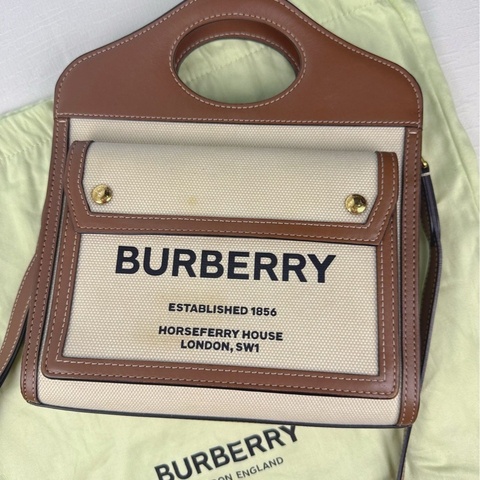 BURBERRY
ESTABLISHED 1856
HORSEFERRY HOUSE
LONDON, SW1
BURBERRY
LONDON ENGLAND